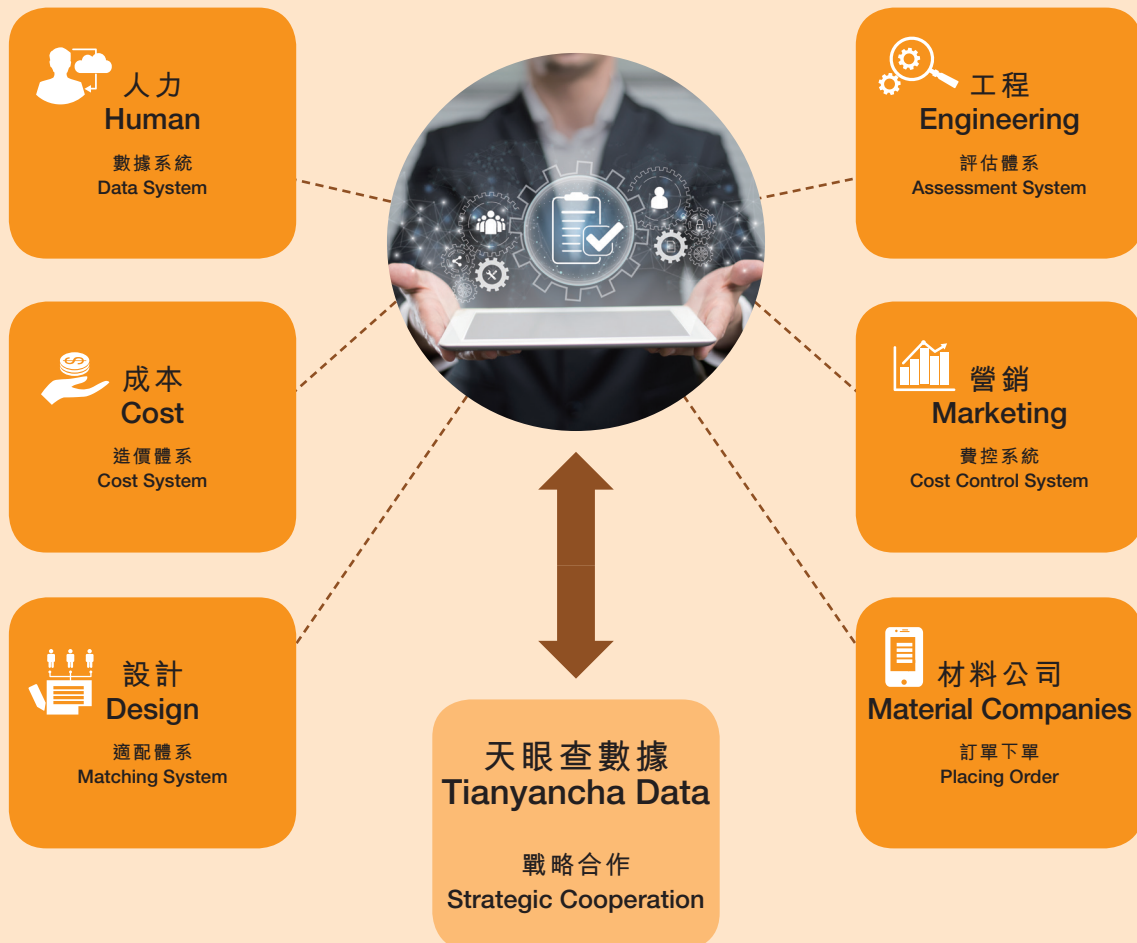 人力
Human
數據系統
Data System
成本
Cost
造價體系
Cost System
設計
Design
適配體系
Matching System
工程
Engineering
評估體系
Assessment System
營銷
Marketing
費控系統
Cost Control System
材料公司
Material Companies
訂單下單
Placing Order
天眼查數據
Tianyancha Data
戰略合作
Strategic Cooperation